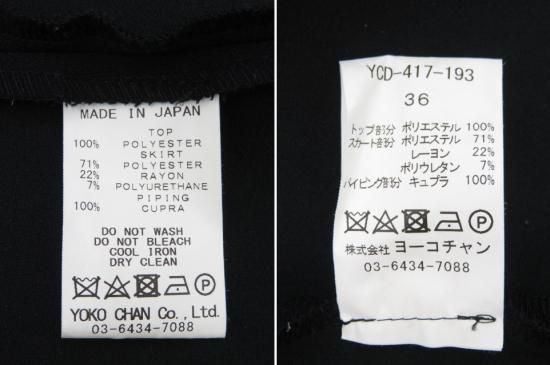 MADE IN JAPAN
TOP
100% POLYESTER
SKIRT
71% POLYESTER
22% RAYON
7% POLYURETHANE
PIPING
100% CUPRA
DO NOT WASH
DO NOT BLEACH
COOL IRON
DRY CLEAN
P
YOKO CHAN Co.,Ltd.
03-6434-7088
YCD-417-193
36
トップ部分 ポリエステル 100%
スカート部分 ポリエステル 71%
レーヨン 22%
ポリウレタン 7%
パイピング部分 キュプラ 100%
P
株式会社 ヨーコチャン
03-6434-7088